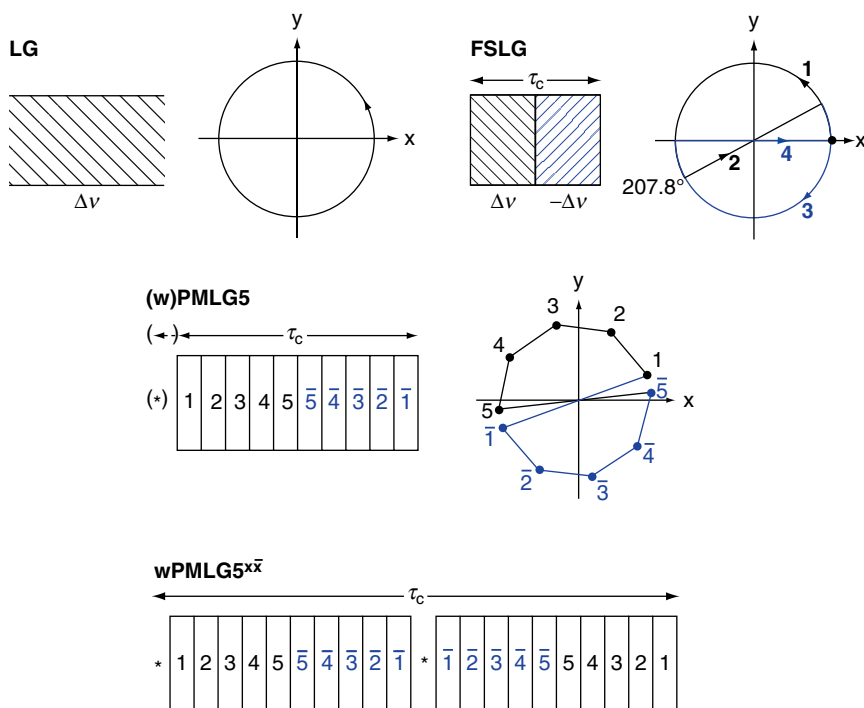 LG
y
x
Δν
FSLG
τc
Δν −Δν
y
x
1
2
3
4
207.8°
(w)PMLG5
( )
τc
(*) 1 2 3 4 5 5̅ 4̅ 3̅ 2̅ 1̅
y
x
3
2
4
1
5̅
5
1̅
4̅
2̅
3̅
wPMLG5xx̅
τc
* 1 2 3 4 5 5̅ 4̅ 3̅ 2̅ 1̅ * 1̅ 2̅ 3̅ 4̅ 5̅ 5 4 3 2 1